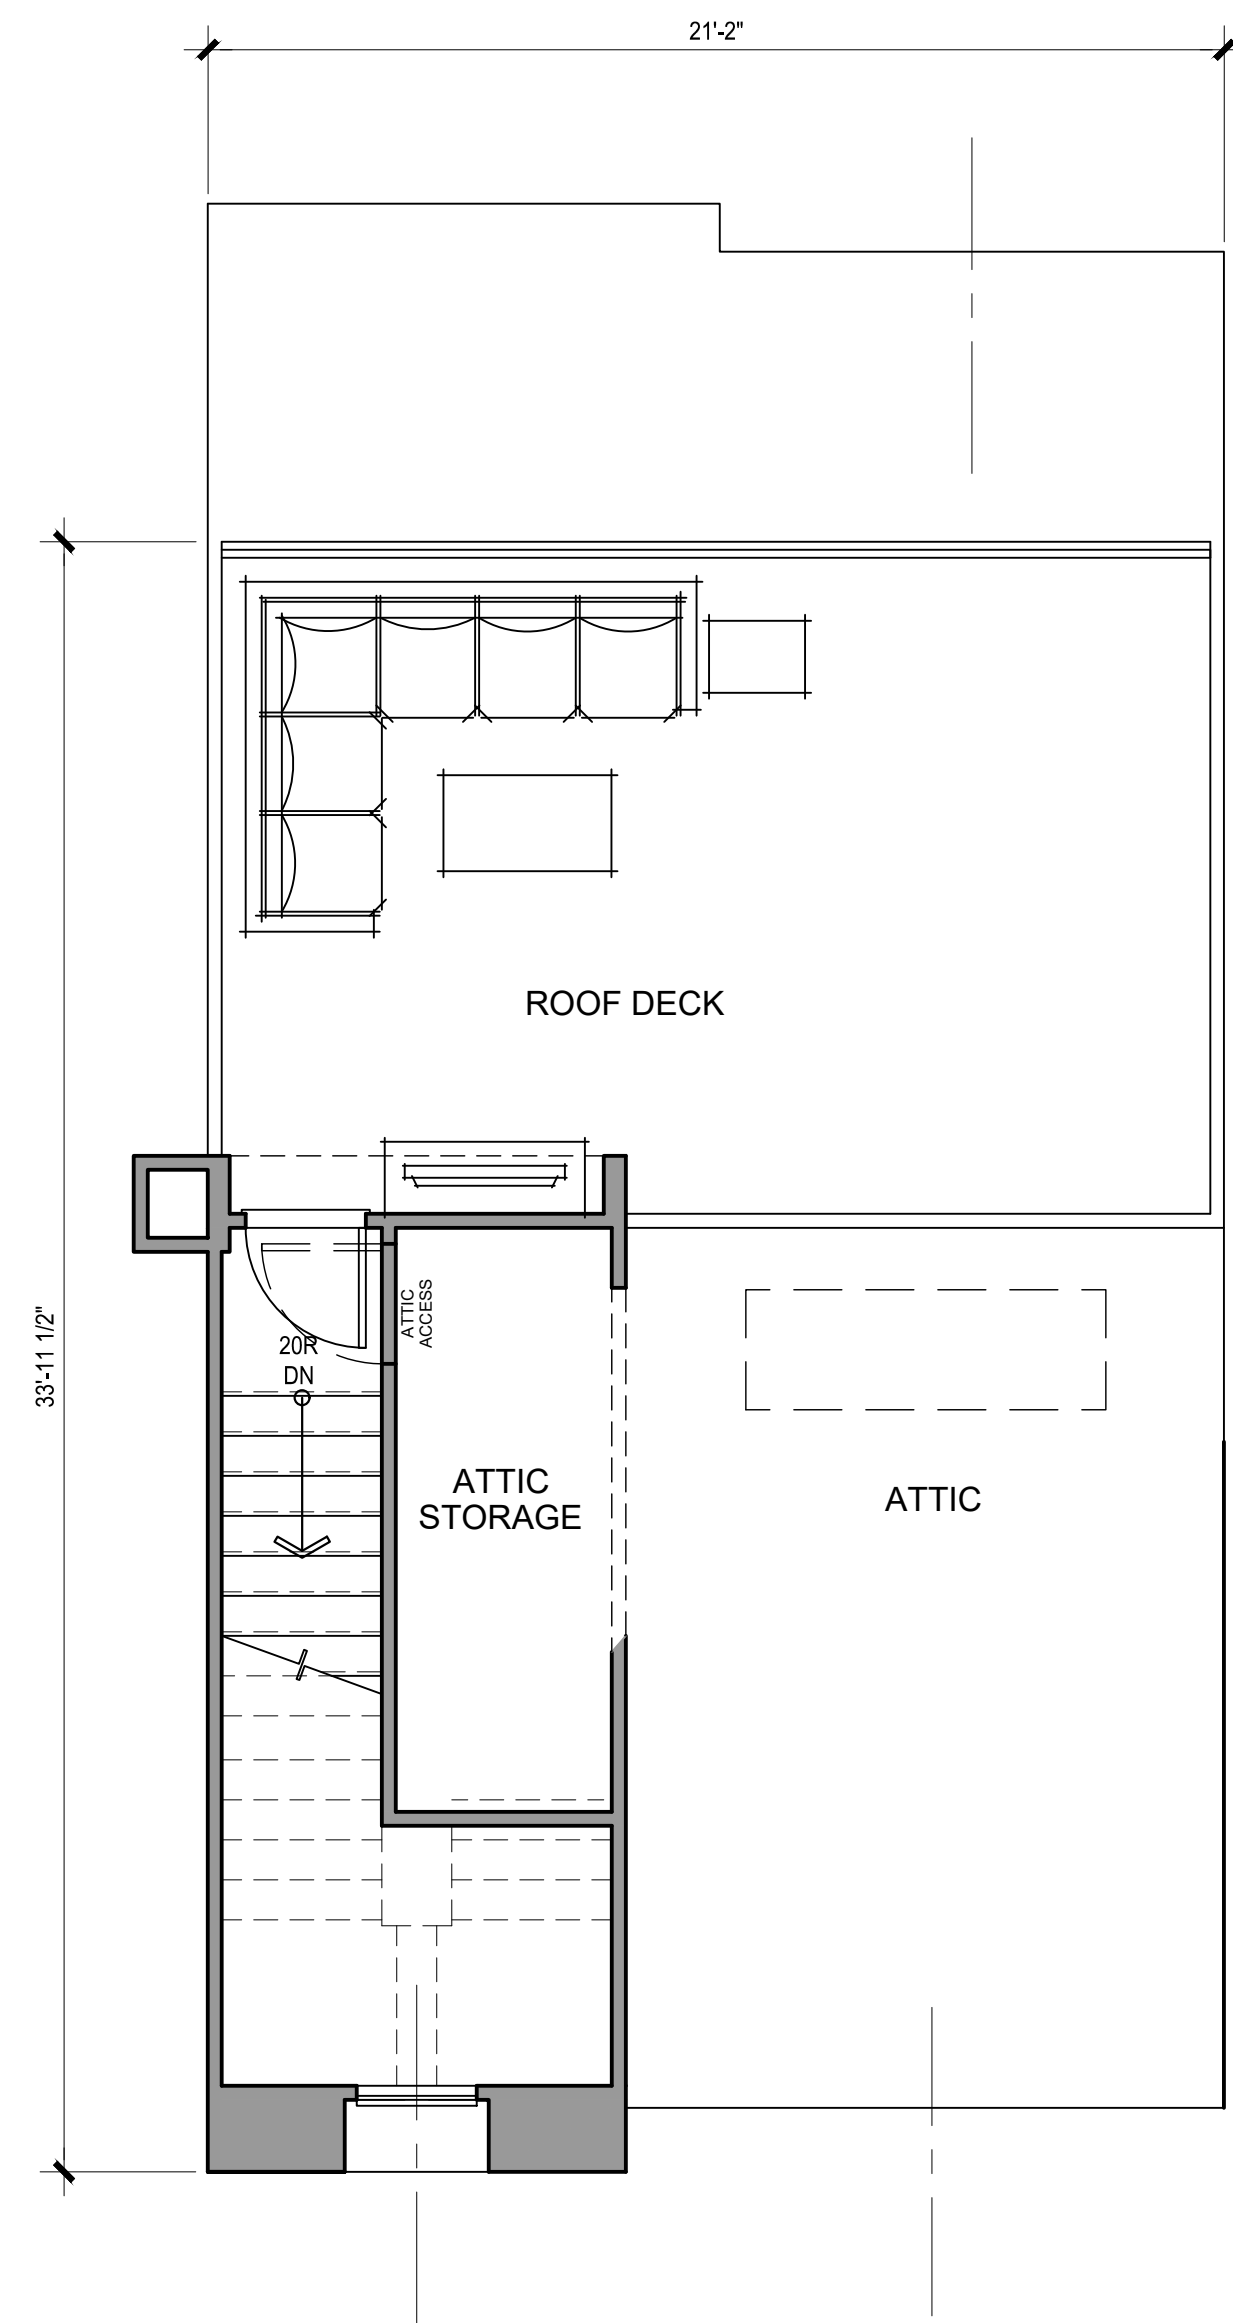 21'-2"
ROOF DECK
33'-11 1/2"
ATTIC
ACCESS
20R
DN
ATTIC
STORAGE
ATTIC